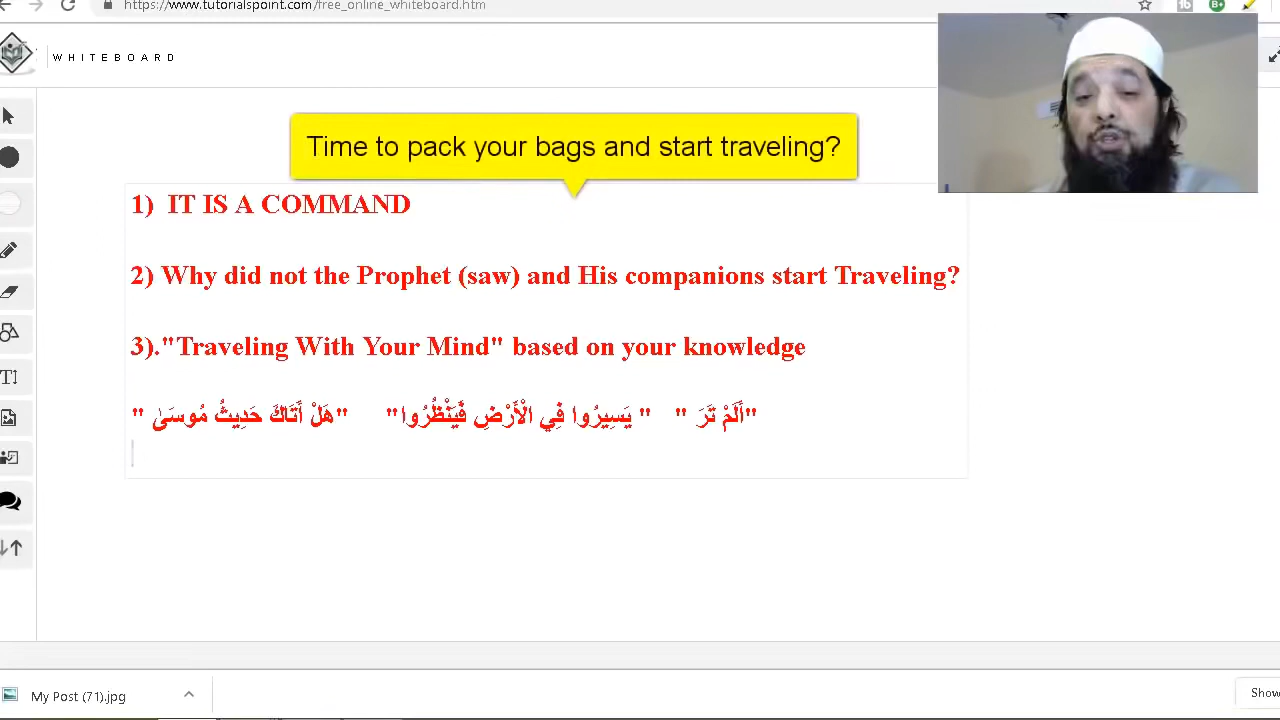 https://www.tutorialspoint.com/free_online_whiteboard.htm
WHITEBOARD
Time to pack your bags and start traveling?
1) IT IS A COMMAND
2) Why did not the Prophet (saw) and His companions start Traveling?
3)."Traveling With Your Mind" based on your knowledge
"أَلَمْ تَرَ " " يَسِيرُوا فِي الْأَرْضِ فَيَنْظُرُوا" "هَلْ أَتَاكَ حَدِيثُ مُوسَىٰ "
My Post (71).jpg
Show